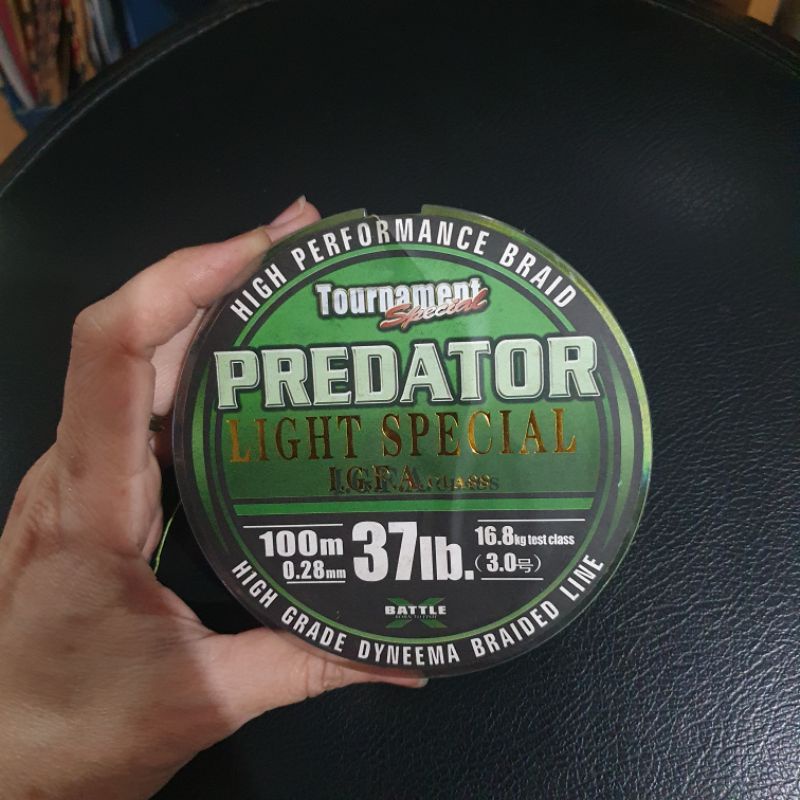 HIGH PERFORMANCE BRAID
Tournament
Special
PREDATOR
LIGHT SPECIAL
I.G.F.A. CLASS
100m
0.28mm
37lb.
16.8kg test class
(3.0号)
BATTLE
HIGH GRADE DYNEEMA BRAIDED LINE